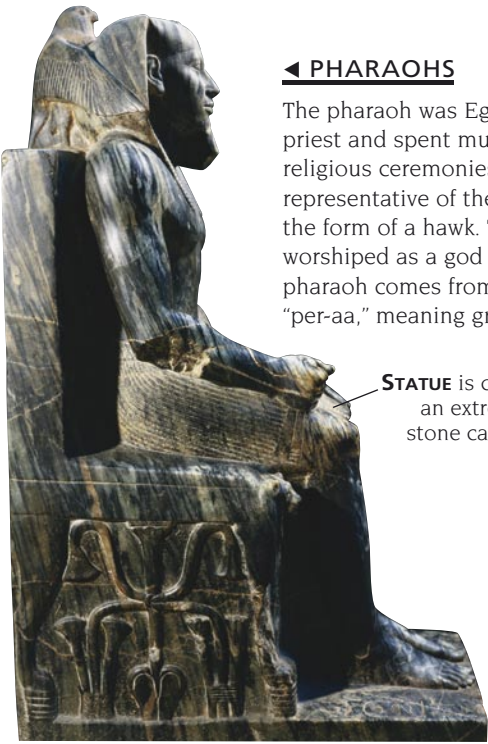 ◄ PHARAOHS
The pharaoh was Eg
priest and spent mu
religious ceremonies
representative of the
the form of a hawk.
worshiped as a god
pharaoh comes from
“per-aa,” meaning gr
STATUE is c
an extr
stone ca